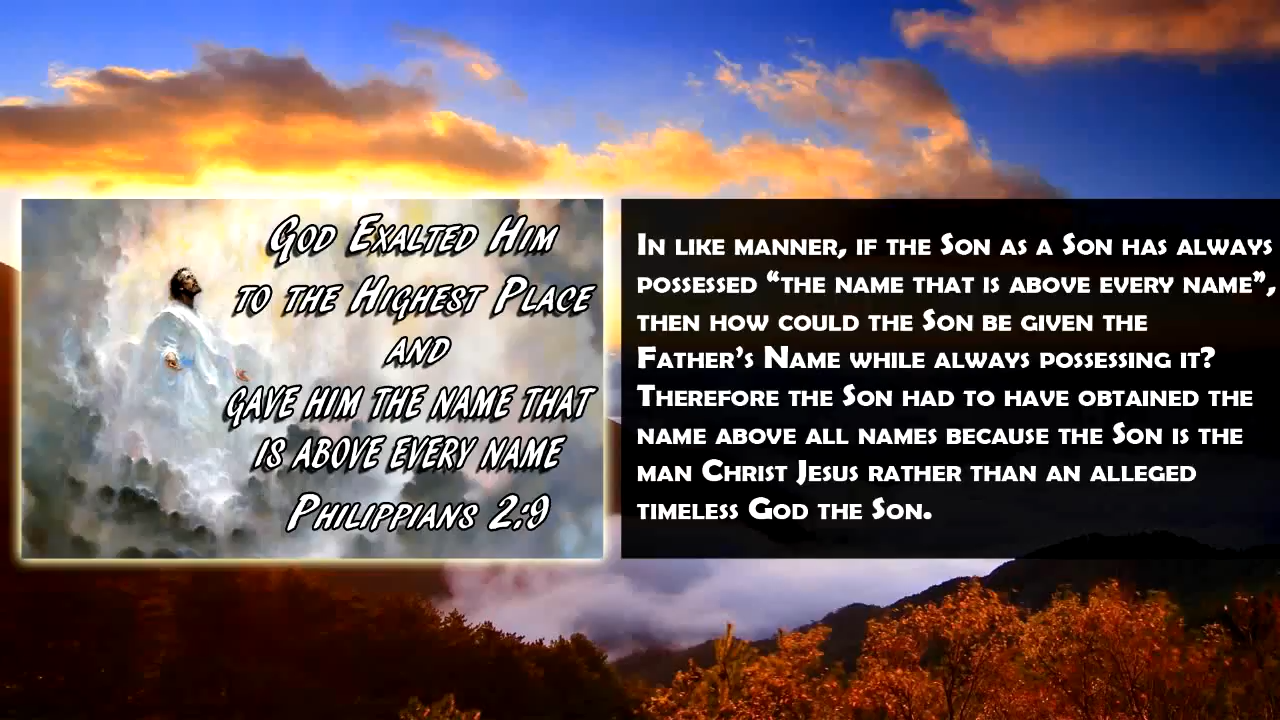 God Exalted Him
to the Highest Place
and
gave him the name that
is above every name
Philippians 2:9
In like manner, if the Son as a Son has always
possessed “the name that is above every name”,
then how could the Son be given the
Father’s Name while always possessing it?
Therefore the Son had to have obtained the
name above all names because the Son is the
man Christ Jesus rather than an alleged
timeless God the Son.